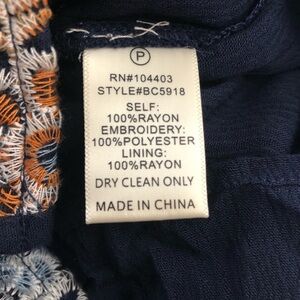 P
RN#104403
STYLE#BC5918
SELF:
100%RAYON
EMBROIDERY:
100%POLYESTER
LINING:
100%RAYON
DRY CLEAN ONLY
MADE IN CHINA